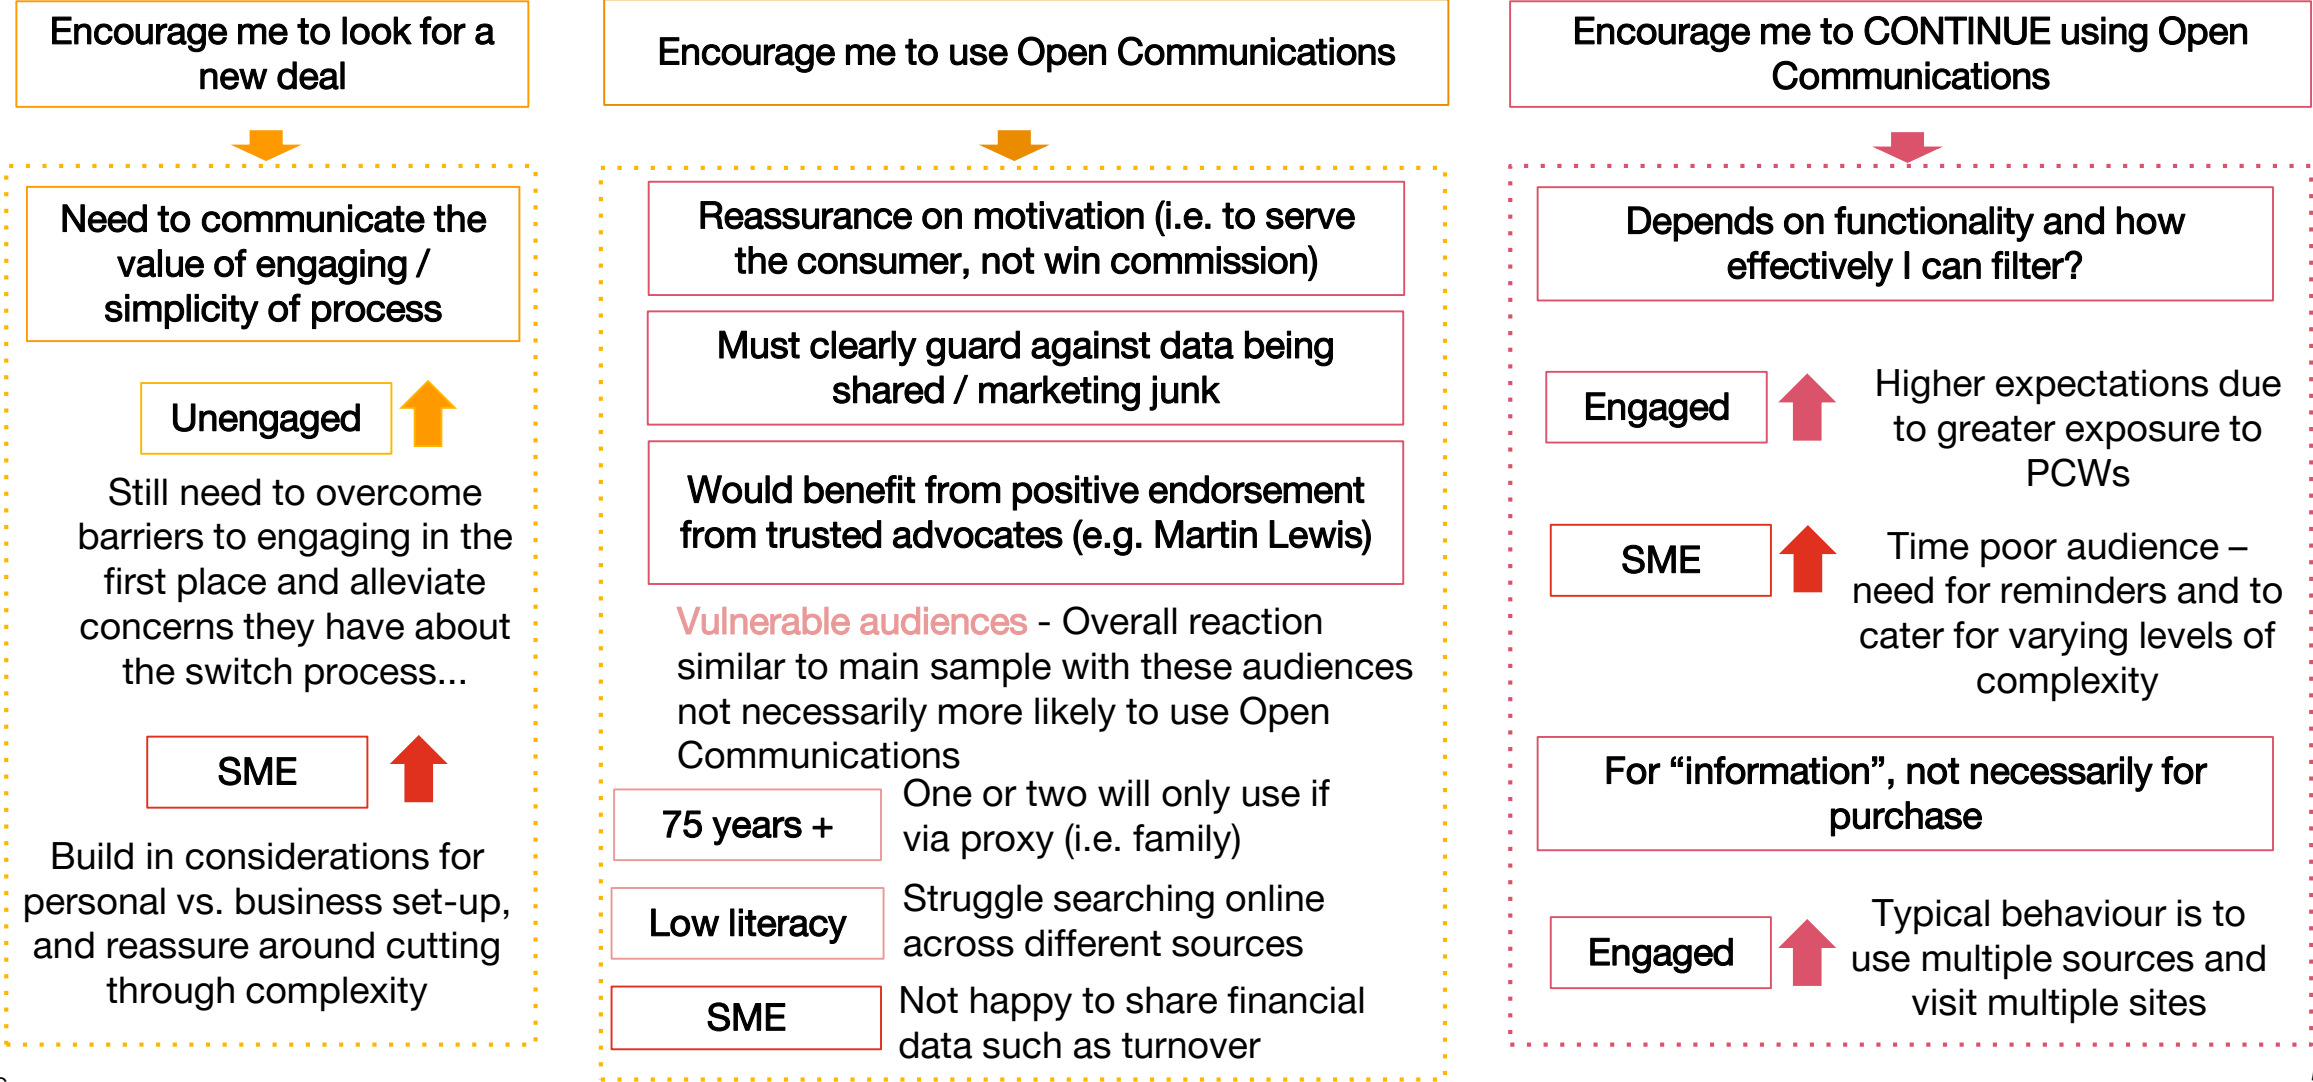 Encourage me to look for a
new deal
Need to communicate the
value of engaging /
simplicity of process
Unengaged
Still need to overcome
barriers to engaging in the
first place and alleviate
concerns they have about
the switch process...
SME
Build in considerations for
personal vs. business set-up,
and reassure around cutting
through complexity
Encourage me to use Open Communications
Reassurance on motivation (i.e. to serve
the consumer, not win commission)
Must clearly guard against data being
shared / marketing junk
Would benefit from positive endorsement
from trusted advocates (e.g. Martin Lewis)
Vulnerable audiences - Overall reaction
similar to main sample with these audiences
not necessarily more likely to use Open
Communications
75 years +
One or two will only use if
via proxy (i.e. family)
Low literacy
Struggle searching online
across different sources
SME
Not happy to share financial
data such as turnover
Encourage me to CONTINUE using Open
Communications
Depends on functionality and how
effectively I can filter?
Engaged
Higher expectations due
to greater exposure to
PCWs
SME
Time poor audience –
need for reminders and to
cater for varying levels of
complexity
For “information”, not necessarily for
purchase
Engaged
Typical behaviour is to
use multiple sources and
visit multiple sites